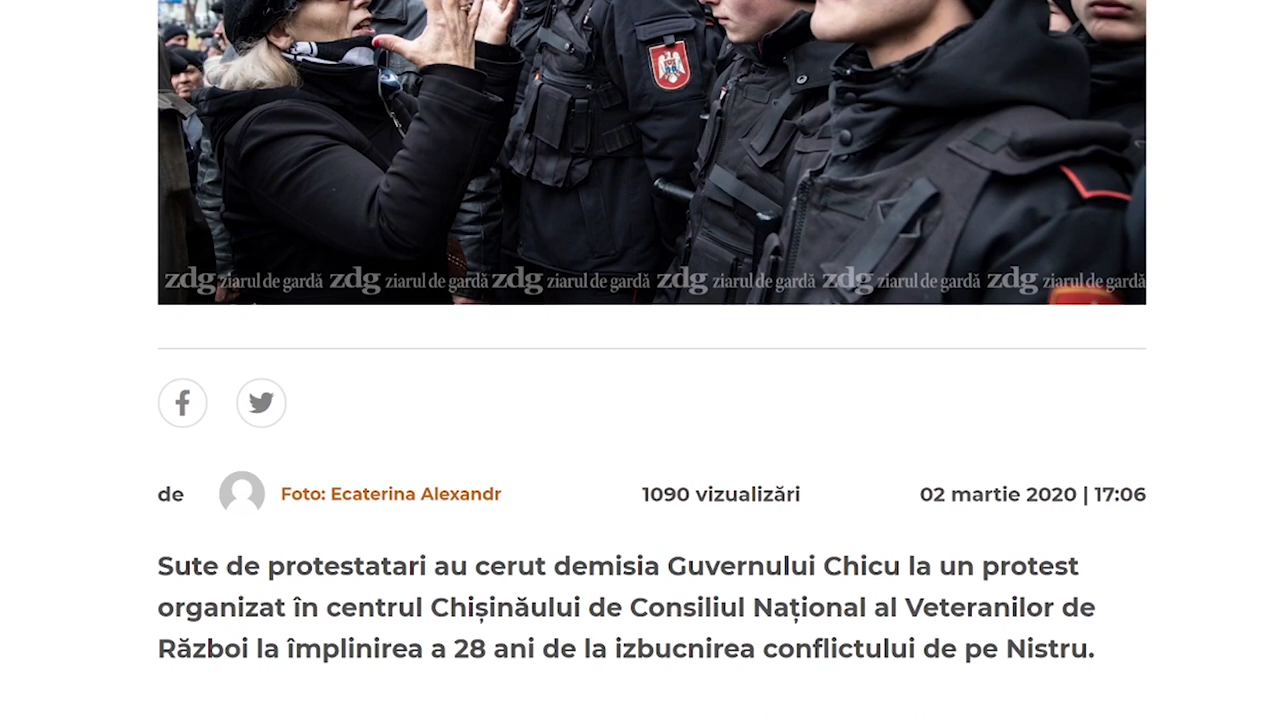 zdg ziarul de gardă zdg ziarul de gardă zdg ziarul de gardă zdg ziarul de gardă zdg ziarul de gardă zdg ziarul de gardă
de Foto: Ecaterina Alexandr 1090 vizualizări 02 martie 2020 | 17:06
Sute de protestatari au cerut demisia Guvernului Chicu la un protest
organizat în centrul Chișinăului de Consiliul Național al Veteranilor de
Război la împlinirea a 28 ani de la izbucnirea conflictului de pe Nistru.